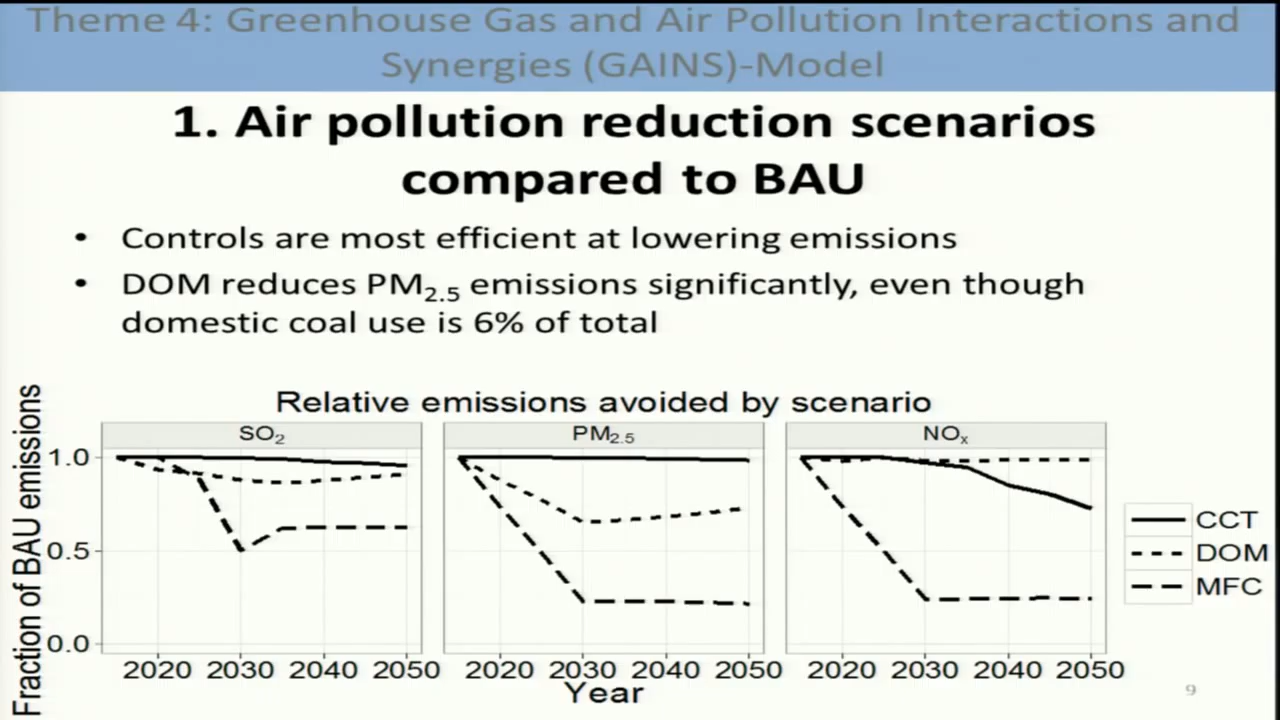 Theme 4: Greenhouse Gas and Air Pollution Interactions and
Synergies (GAINS)-Model
1. Air pollution reduction scenarios
compared to BAU
• Controls are most efficient at lowering emissions
• DOM reduces PM2.5 emissions significantly, even though
domestic coal use is 6% of total
Relative emissions avoided by scenario
SO2 PM2.5 NOx
Fraction of BAU emissions
1.0
0.5
0.0
CCT
DOM
MFC
2020 2030 2040 2050 2020 2030 2040 2050 2020 2030 2040 2050
Year
9